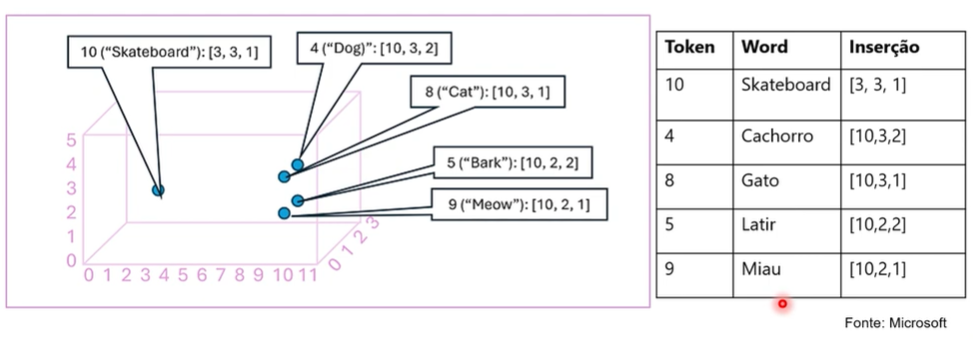 10 (“Skateboard”): [3, 3, 1]
4 (“Dog)”: [10, 3, 2]
8 (“Cat”): [10, 3, 1]
5 (“Bark”): [10, 2, 2]
9 (“Meow”): [10, 2, 1]
5
4
3
2
1
0
0 1 2 3 4 5 6 7 8 9 10 11
0 1 2 3
Token Word Inserção
10 Skateboard [3, 3, 1]
4 Cachorro [10,3,2]
8 Gato [10,3,1]
5 Latir [10,2,2]
9 Miau [10,2,1]
Fonte: Microsoft